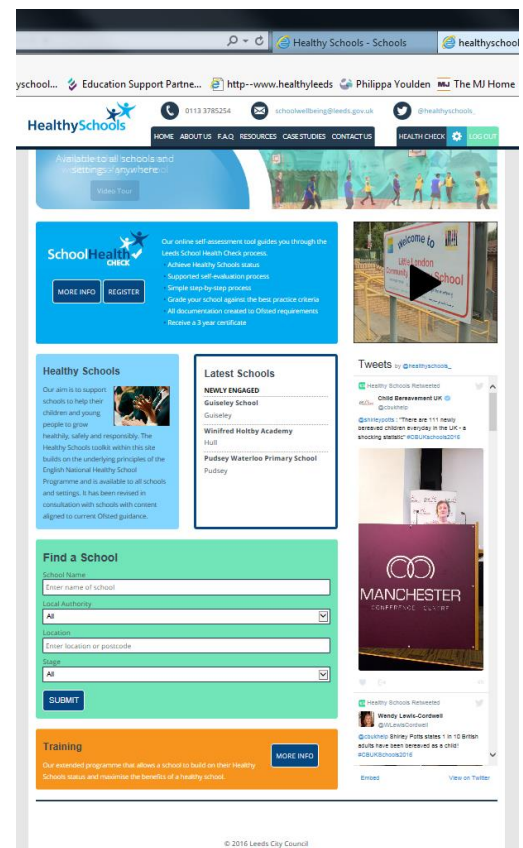 Healthy Schools - Schools
healthyschool
yschool...
Education Support Partne...
http--www.healthyleeds
Philippa Youlden
MJ The MJ Home
HealthySchools
0113 3785254
schoolwellbeing@leeds.gov.uk
@healthyschools_
HOME ABOUT US F.A.Q RESOURCES CASE STUDIES CONTACT US
HEALTH CHECK
LOG OUT
Available to all schools and
settings - anywhere!
Video Tour
SchoolHealth
CHECK
MORE INFO
REGISTER
Our online self-assessment tool guides you through the
Leeds School Health Check process.
- Achieve Healthy Schools status
- Supported self-evaluation process
- Simple step-by-step process
- Grade your school against the best practice criteria
- All documentation created to Ofsted requirements
- Receive a 3 year certificate
Welcome to
Little London
Community Primary School
Healthy Schools
Our aim is to support
schools to help their
children and young
people to grow
healthily, safely and responsibly. The
Healthy Schools toolkit within this site
builds on the underlying principles of the
English National Healthy School
Programme and is available to all schools
and settings. It has been revised in
consultation with schools with content
aligned to current Ofsted guidance.
Latest Schools
NEWLY ENGAGED
Guiseley School
Guiseley
Winifred Holtby Academy
Hull
Pudsey Waterloo Primary School
Pudsey
Tweets by @healthyschools_
Healthy Schools Retweeted
Child Bereavement UK
@cbukhelp
@shirleypotts : "There are 111 newly
bereaved children everyday in the UK - a
shocking statistic" #CBUKschools2016
MANCHESTER
CONFERENCE CENTRE
Healthy Schools Retweeted
Wendy Lewis-Cordwell
@WLewisCordwell
@cbukhelp Shirley Potts states 1 in 10 British
adults have been bereaved as a child!
#CBUKSchools2016
Embed
View on Twitter
Find a School
School Name
Enter name of school
Local Authority
All
Location
Enter location or postcode
Stage
All
SUBMIT
Training
Our extended programme that allows a school to build on their Healthy
Schools status and maximise the benefits of a healthy school.
MORE INFO
© 2016 Leeds City Council